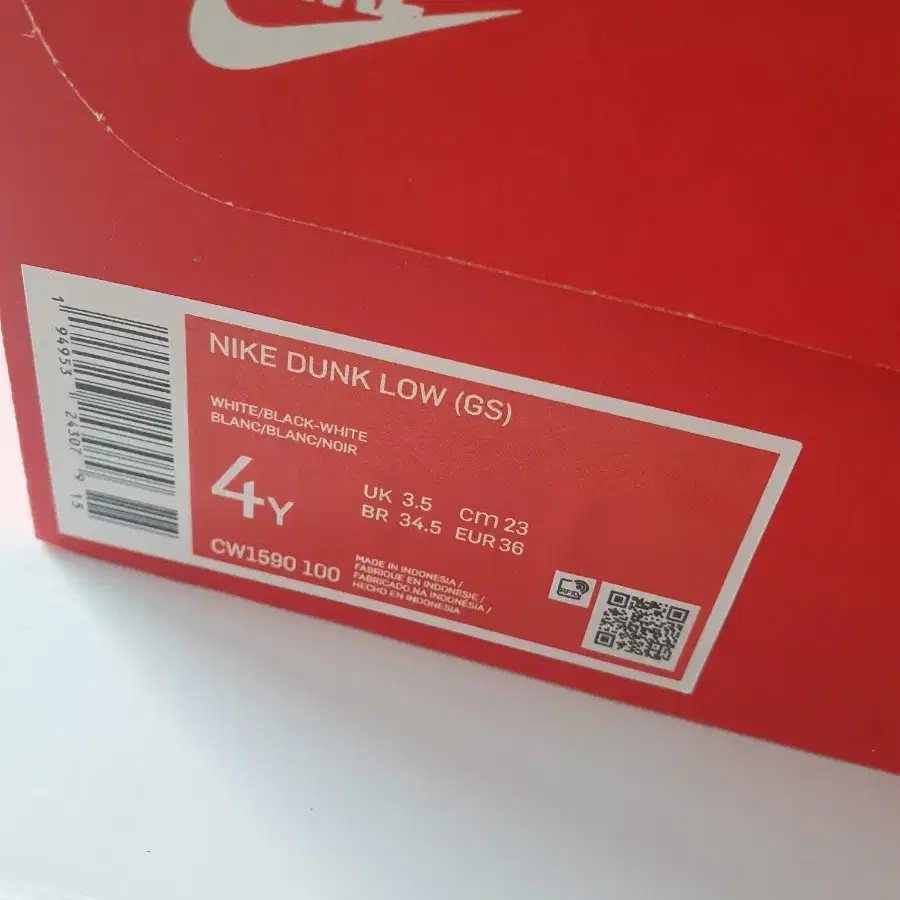 NIKE DUNK LOW (GS)
WHITE/BLACK-WHITE
BLANC/BLANC/NOIR
4Y
UK 3.5
cm 23
BR 34.5
EUR 36
CW1590 100
MADE IN INDONESIA /
FABRIQUE EN INDONESIE /
FABRICADO NA INDONÉSIA /
HECHO EN INDONESIA
RFID
1 94953 24307 9 15